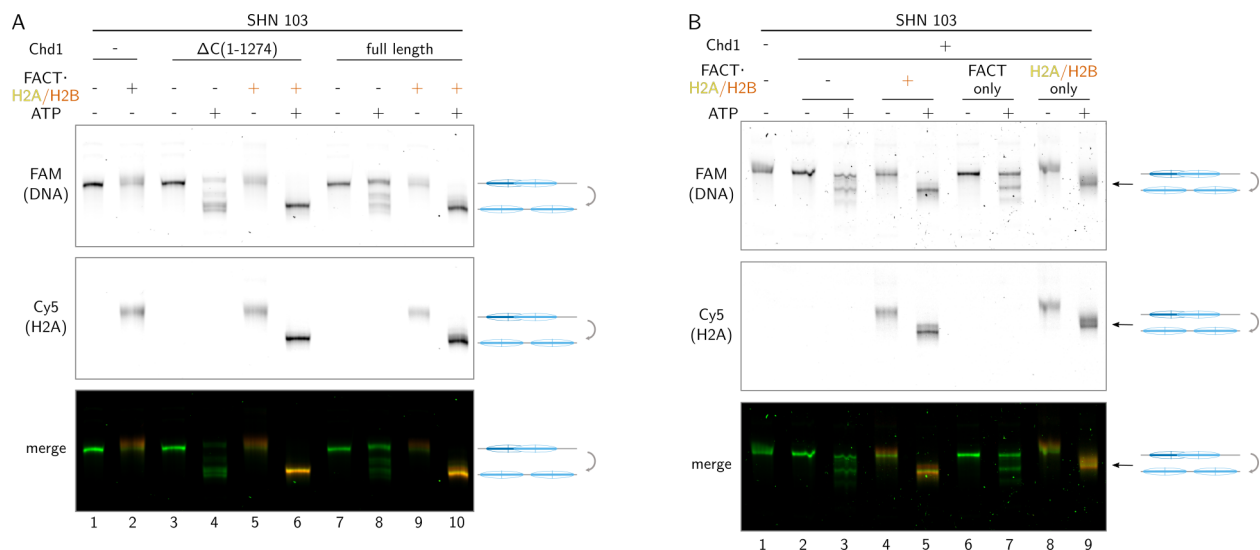 A
SHN 103
Chd1 - ΔC(1-1274) full length
FACT·
H2A/H2B
- + - - + + - - + +
ATP - - - + - + - + - +
FAM
(DNA)
Cy5
(H2A)
merge
1 2 3 4 5 6 7 8 9 10
B
SHN 103
Chd1 - +
FACT·
H2A/H2B
- - + FACT only H2A/H2B only
ATP - - + - + - + - +
FAM
(DNA)
Cy5
(H2A)
merge
1 2 3 4 5 6 7 8 9